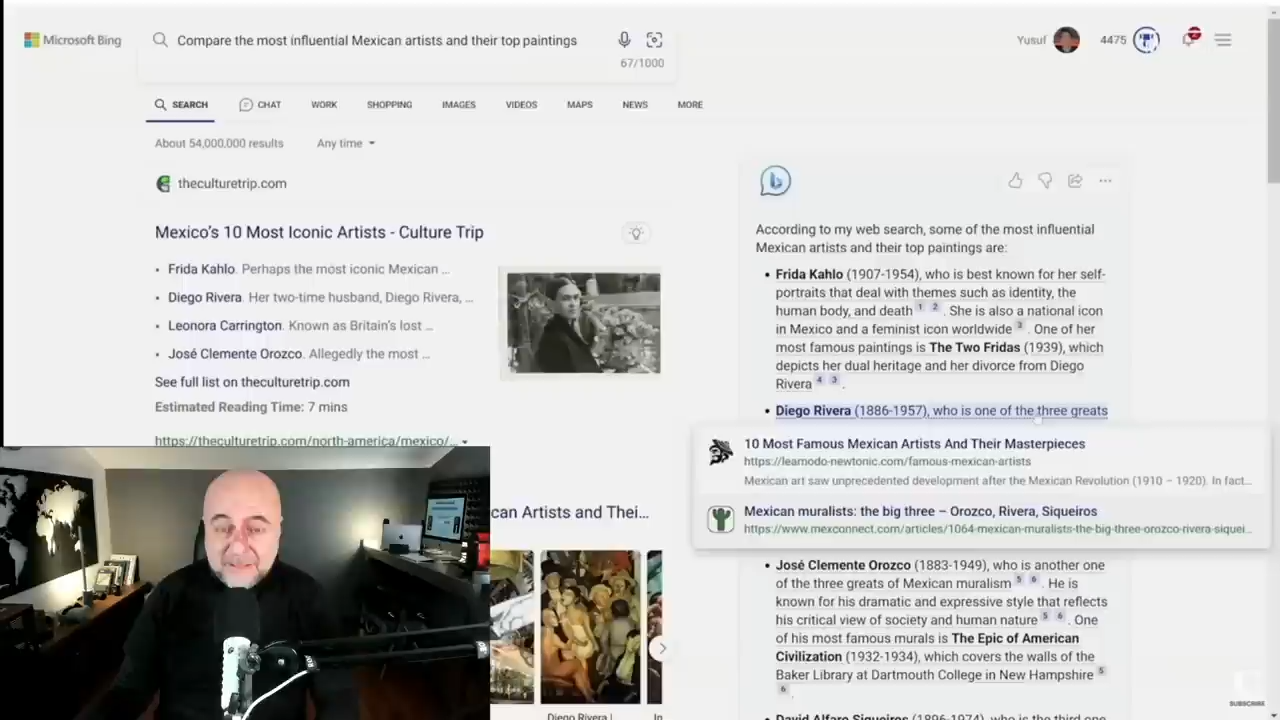 Microsoft Bing
Compare the most influential Mexican artists and their top paintings
67/1000
Yusuf
4475
SEARCH
CHAT
WORK
SHOPPING
IMAGES
VIDEOS
MAPS
NEWS
MORE
About 54,000,000 results
Any time
theculturetrip.com
Mexico's 10 Most Iconic Artists - Culture Trip
• Frida Kahlo. Perhaps the most iconic Mexican ...
• Diego Rivera. Her two-time husband, Diego Rivera, ...
• Leonora Carrington. Known as Britain's lost ...
• José Clemente Orozco. Allegedly the most ...
See full list on theculturetrip.com
Estimated Reading Time: 7 mins
https://theculturetrip.com/north-america/mexico/...
can Artists and Thei...
Diego Rivera |
In
According to my web search, some of the most influential
Mexican artists and their top paintings are:
• Frida Kahlo (1907-1954), who is best known for her self-
portraits that deal with themes such as identity, the
human body, and death 1 2 . She is also a national icon
in Mexico and a feminist icon worldwide 3 . One of her
most famous paintings is The Two Fridas (1939), which
depicts her dual heritage and her divorce from Diego
Rivera 4 3 .
• Diego Rivera (1886-1957), who is one of the three greats
10 Most Famous Mexican Artists And Their Masterpieces
https://learnodo-newtonic.com/famous-mexican-artists
Mexican art saw unprecedented development after the Mexican Revolution (1910 – 1920). In fact...
Mexican muralists: the big three – Orozco, Rivera, Siqueiros
https://www.mexconnect.com/articles/1064-mexican-muralists-the-big-three-orozco-rivera-siquei...
José Clemente Orozco (1883-1949), who is another one
of the three greats of Mexican muralism 5 6 . He is
known for his dramatic and expressive style that reflects
his critical view of society and human nature 5 6 . One
of his most famous murals is The Epic of American
Civilization (1932-1934), which covers the walls of the
Baker Library at Dartmouth College in New Hampshire 5
6 .
• David Alfaro Siqueiros (1896-1974), who is the third one
SUBSCRIBE